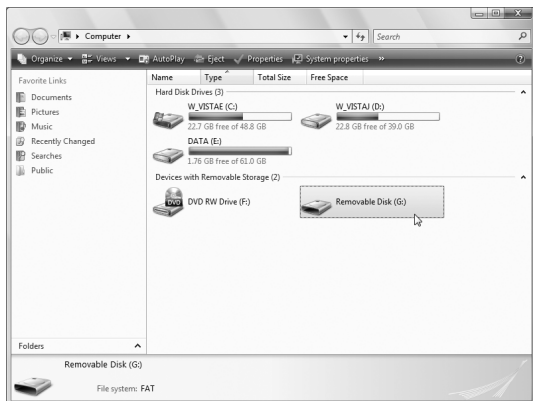 Computer
Search
Organize Views AutoPlay Eject Properties System properties »
Favorite Links
Documents
Pictures
Music
Recently Changed
Searches
Public
Folders
Name Type Total Size Free Space
Hard Disk Drives (3)
W_VISTAE (C:)
22.7 GB free of 48.8 GB
W_VISTAJ (D:)
22.8 GB free of 39.0 GB
DATA (E:)
1.76 GB free of 61.0 GB
Devices with Removable Storage (2)
DVD
DVD RW Drive (F:)
Removable Disk (G:)
Removable Disk (G:)
File system: FAT